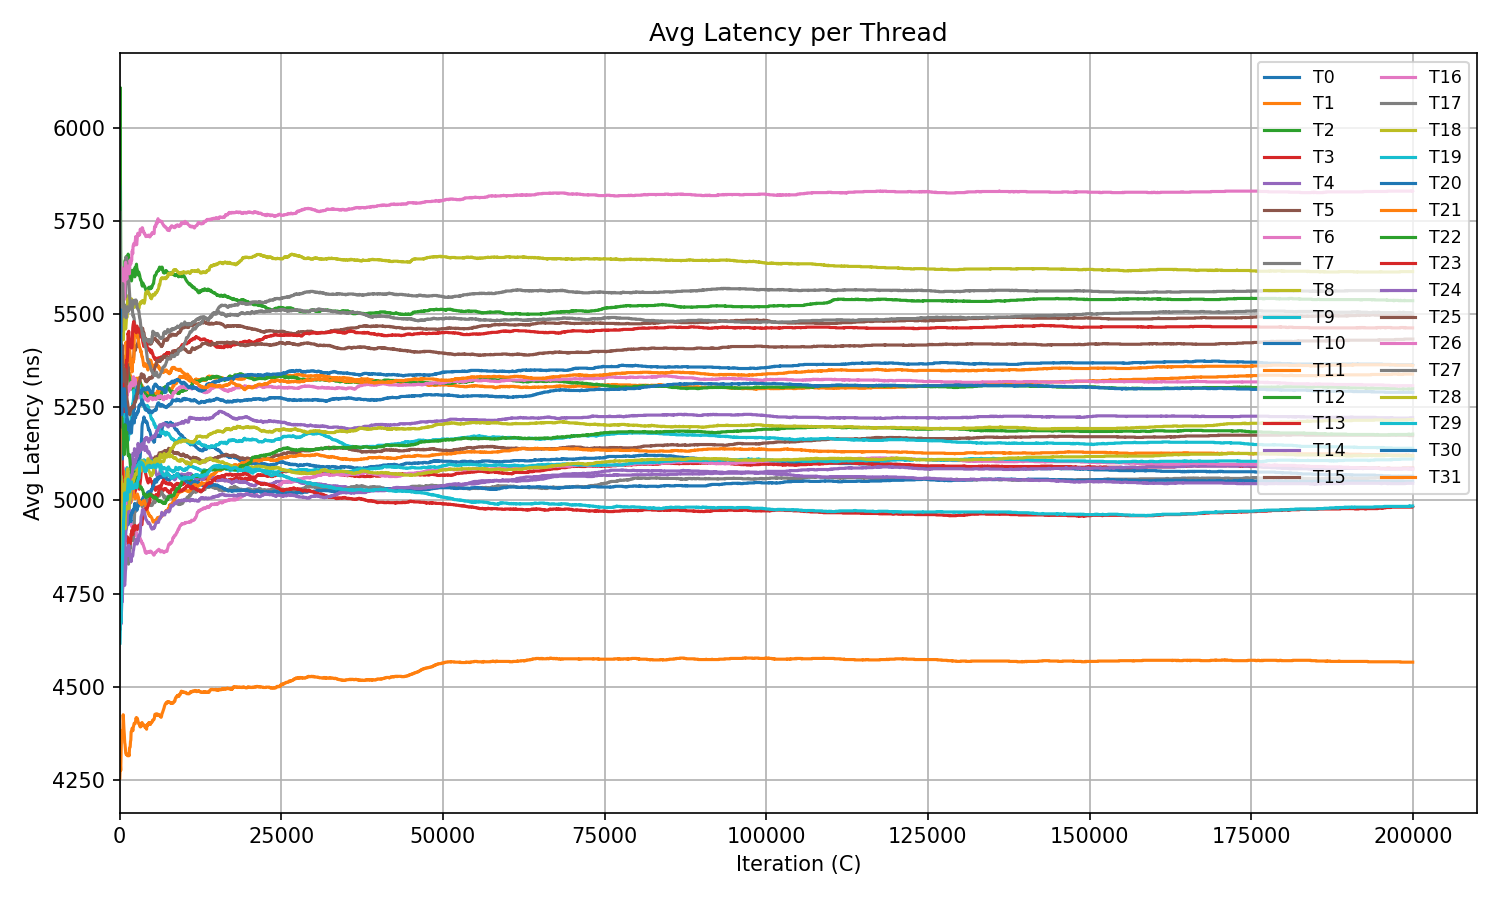 Avg Latency per Thread
Avg Latency (ns)
6000
5750
5500
5250
5000
4750
4500
4250
0 25000 50000 75000 100000 125000 150000 175000 200000
Iteration (C)
T0 T16
T1 T17
T2 T18
T3 T19
T4 T20
T5 T21
T6 T22
T7 T23
T8 T24
T9 T25
T10 T26
T11 T27
T12 T28
T13 T29
T14 T30
T15 T31